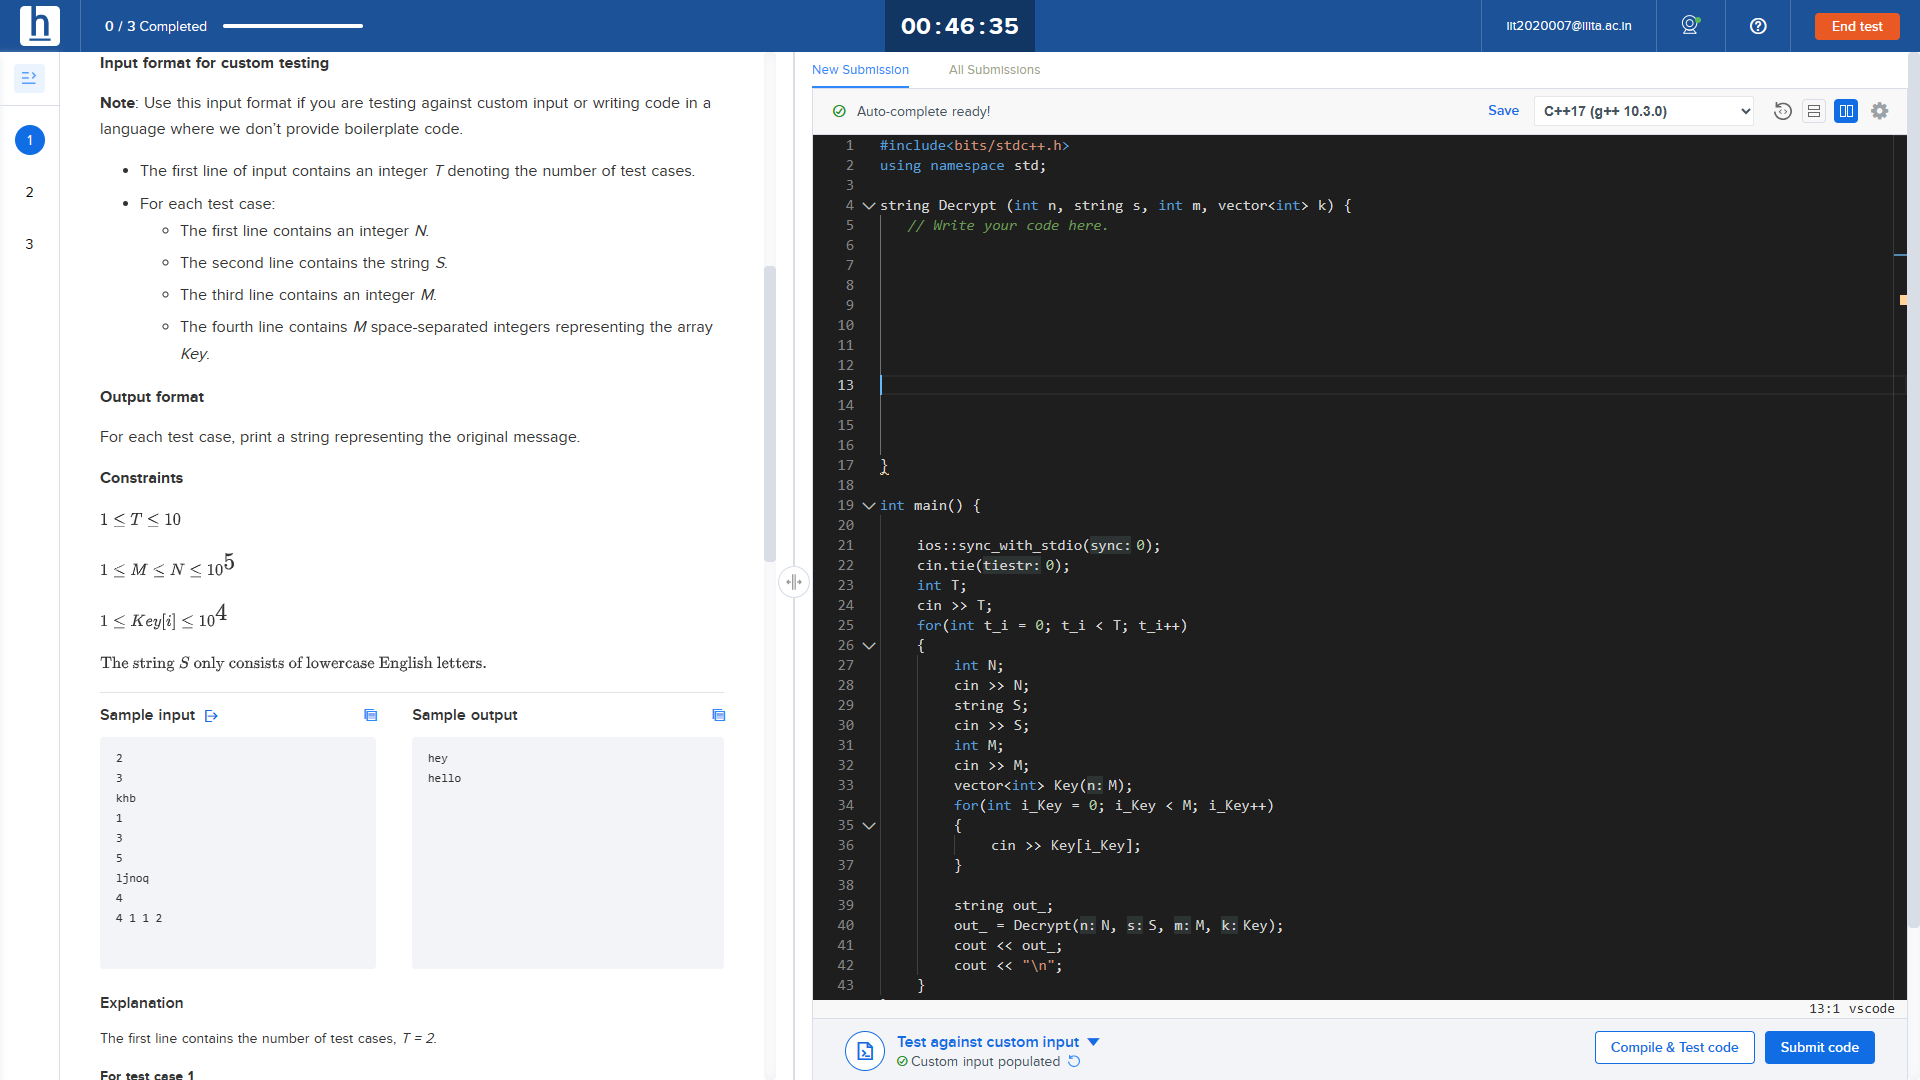 h
0 / 3 Completed
00:46:35
iit2020007@iiita.ac.in
End test
1
2
3
Input format for custom testing
Note: Use this input format if you are testing against custom input or writing code in a
language where we don’t provide boilerplate code.
The first line of input contains an integer T denoting the number of test cases.
For each test case:
The first line contains an integer N.
The second line contains the string S.
The third line contains an integer M.
The fourth line contains M space-separated integers representing the array
Key.
Output format
For each test case, print a string representing the original message.
Constraints
1 ≤ T ≤ 10
1 ≤ M ≤ N ≤ 10^5
1 ≤ Key[i] ≤ 10^4
The string S only consists of lowercase English letters.
Sample input
Sample output
2
3
khb
1
3
5
ljnoq
4
4 1 1 2
hey
hello
Explanation
The first line contains the number of test cases, T = 2.
For test case 1
New Submission
All Submissions
Auto-complete ready!
Save
C++17 (g++ 10.3.0)
1 #include<bits/stdc++.h>
2 using namespace std;
3
4 string Decrypt (int n, string s, int m, vector<int> k) {
5 // Write your code here.
6
7
8
9
10
11
12
13
14
15
16
17 }
18
19 int main() {
20
21 ios::sync_with_stdio(sync: 0);
22 cin.tie(tiestr: 0);
23 int T;
24 cin >> T;
25 for(int t_i = 0; t_i < T; t_i++)
26 {
27 int N;
28 cin >> N;
29 string S;
30 cin >> S;
31 int M;
32 cin >> M;
33 vector<int> Key(n: M);
34 for(int i_Key = 0; i_Key < M; i_Key++)
35 {
36 cin >> Key[i_Key];
37 }
38
39 string out_;
40 out_ = Decrypt(n: N, s: S, m: M, k: Key);
41 cout << out_;
42 cout << "\n";
43 }
13:1 vscode
Test against custom input
Custom input populated
Compile & Test code
Submit code